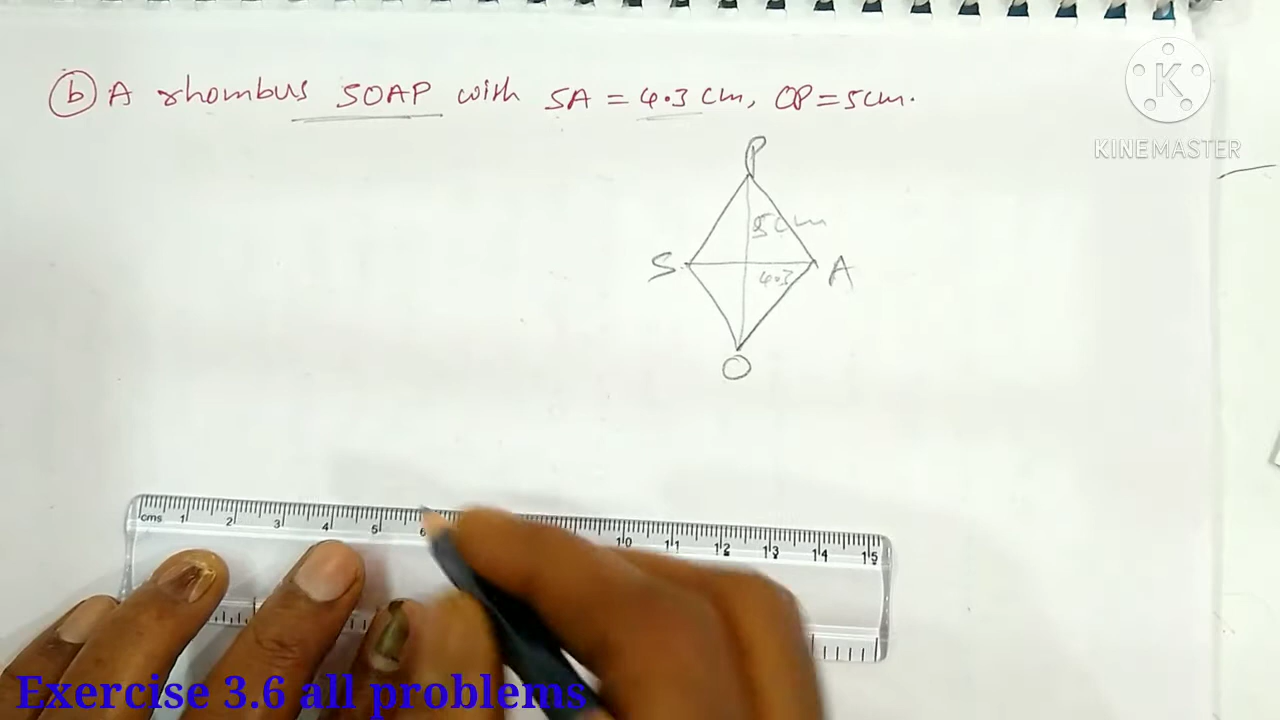 ⓑ A rhombus SOAP with SA = 4.3 cm, OP = 5cm.
K
KINEMASTER
P
5cm
S
4.3
A
O
cms 1 2 3 4 5 6 10 11 12 13 14 15
Exercise 3.6 all problems